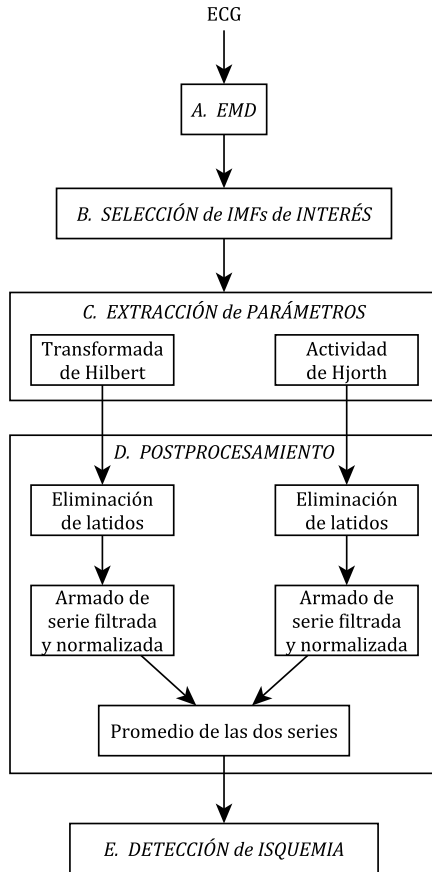 ECG
A. EMD
B. SELECCIÓN de IMFs de INTERÉS
C. EXTRACCIÓN de PARÁMETROS
Transformada
de Hilbert
Actividad
de Hjorth
D. POSTPROCESAMIENTO
Eliminación
de latidos
Eliminación
de latidos
Armado de
serie filtrada
y normalizada
Armado de
serie filtrada
y normalizada
Promedio de las dos series
E. DETECCIÓN de ISQUEMIA